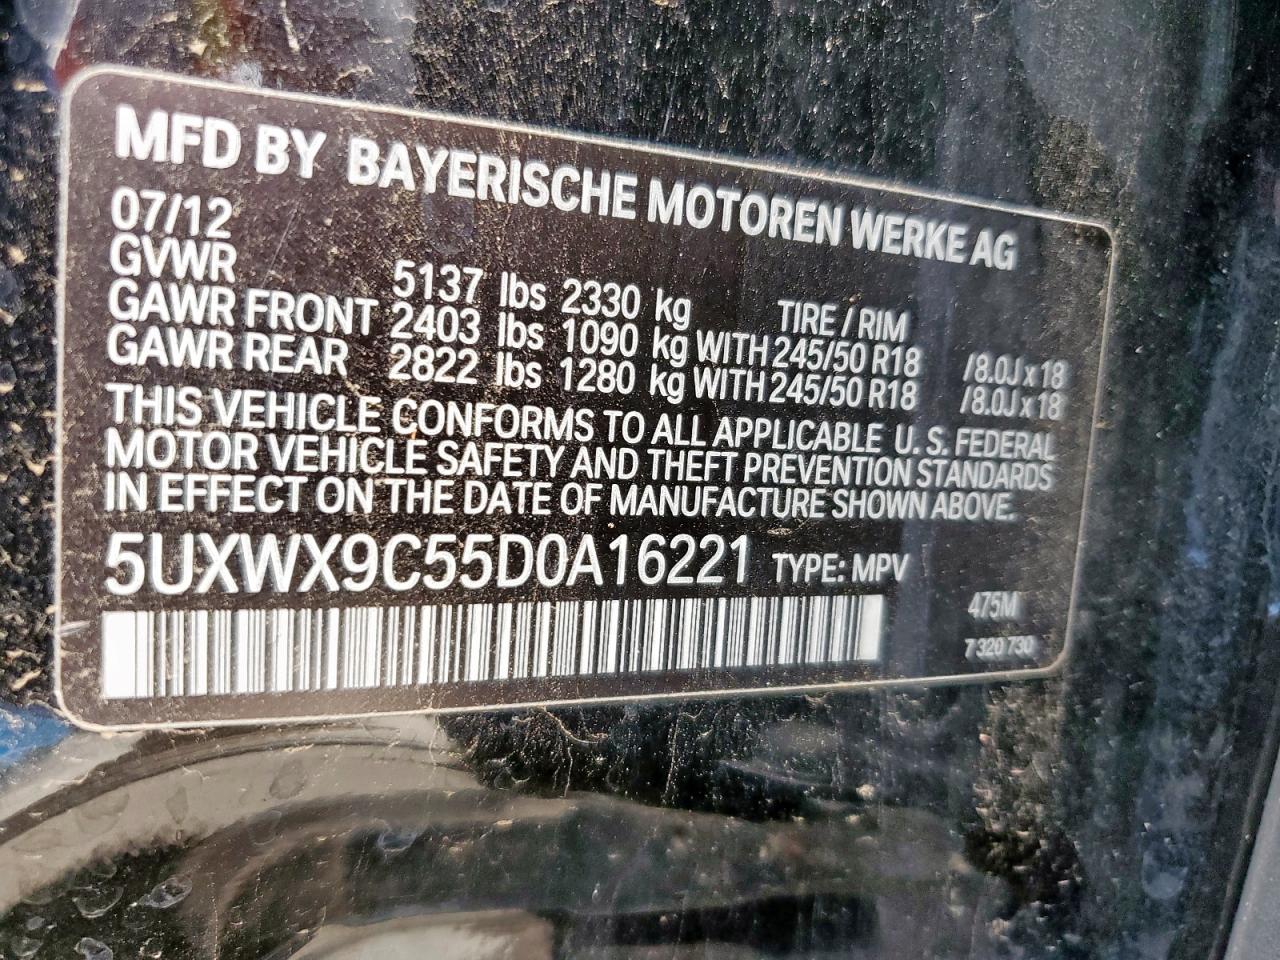 MFD BY BAYERISCHE MOTOREN WERKE AG
07/12
GVWR 5137 lbs 2330 kg TIRE / RIM
GAWR FRONT 2403 lbs 1090 kg WITH 245/50 R18 /8.0J x 18
GAWR REAR 2822 lbs 1280 kg WITH 245/50 R18 /8.0J x 18
THIS VEHICLE CONFORMS TO ALL APPLICABLE U. S. FEDERAL
MOTOR VEHICLE SAFETY AND THEFT PREVENTION STANDARDS
IN EFFECT ON THE DATE OF MANUFACTURE SHOWN ABOVE.
5UXWX9C55D0A16221 TYPE: MPV
475M
7 320 730